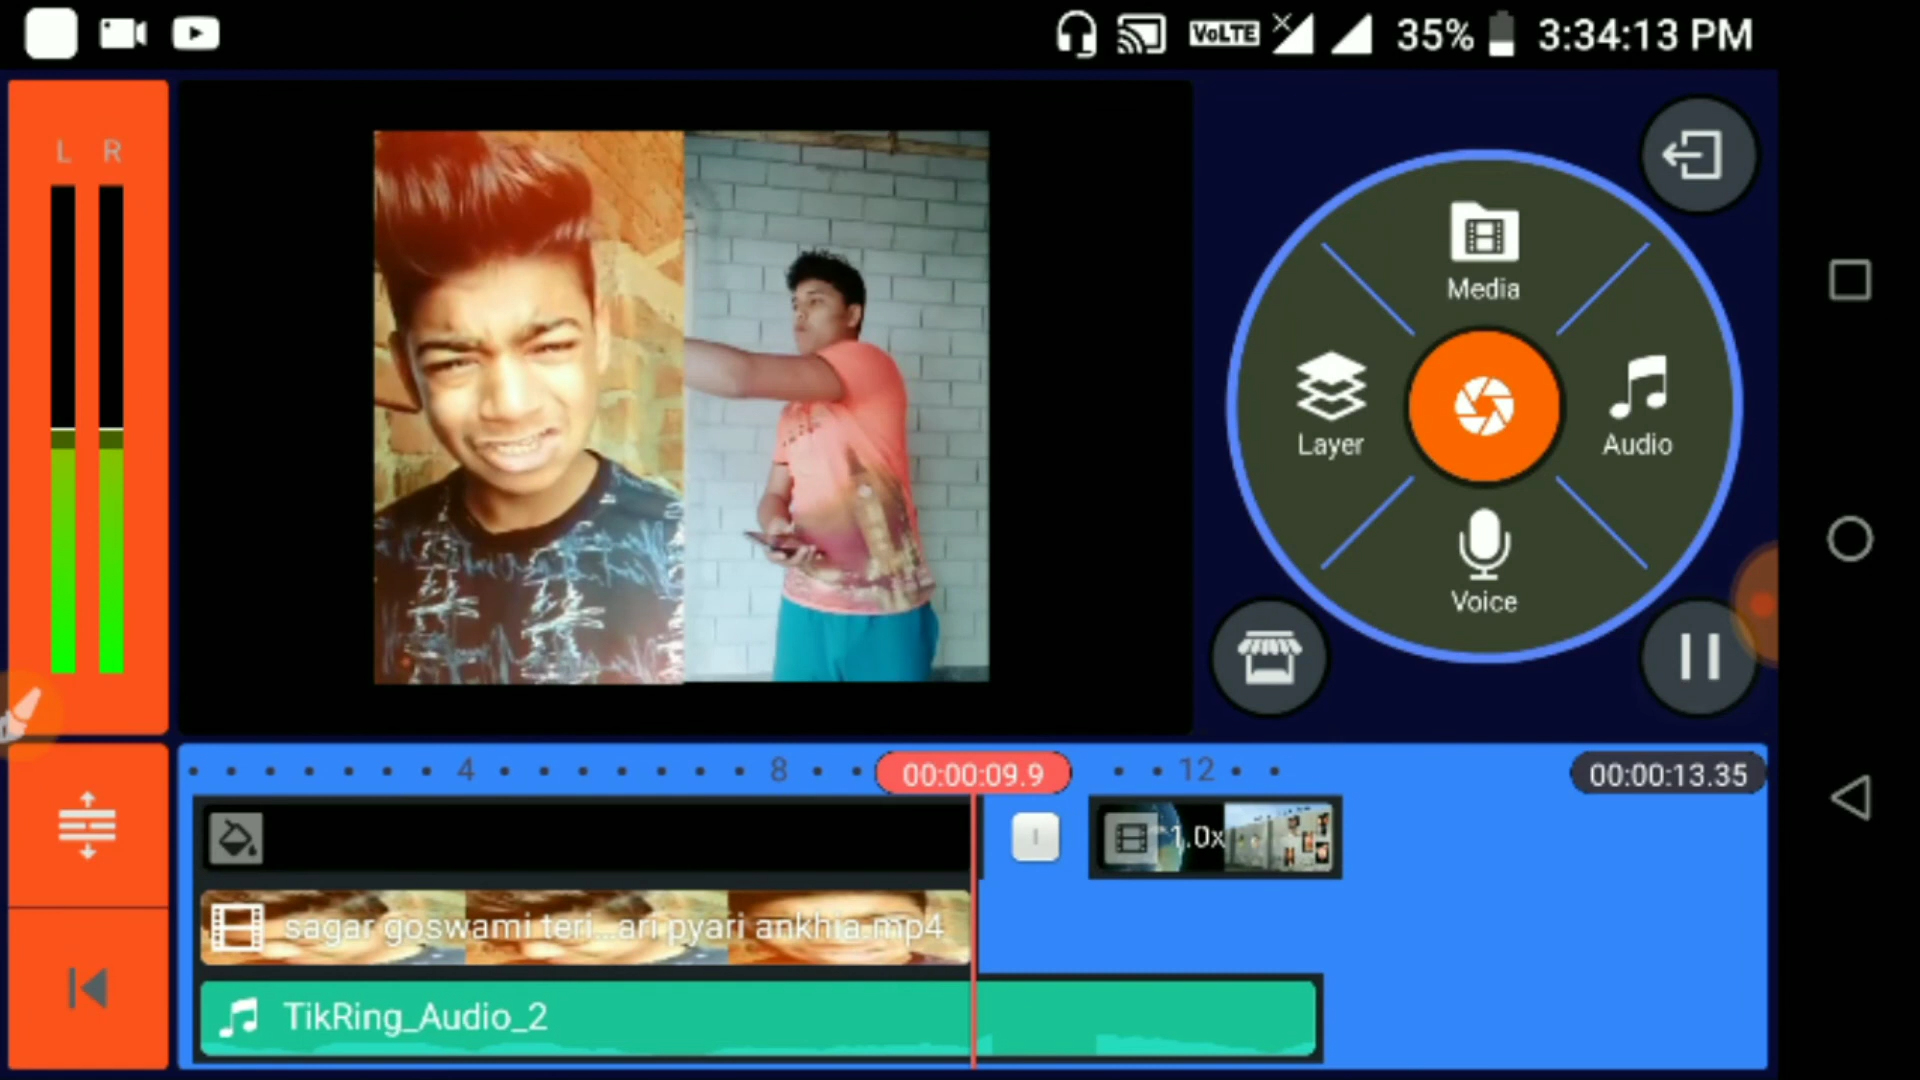 VoLTE 35% 3:34:13 PM
L R
Media
Layer
Audio
Voice
4 8 00:00:09.9 12 00:00:13.35
1.0x
sagar goswami teri...ari pyari ankhia.mp4
TikRing_Audio_2